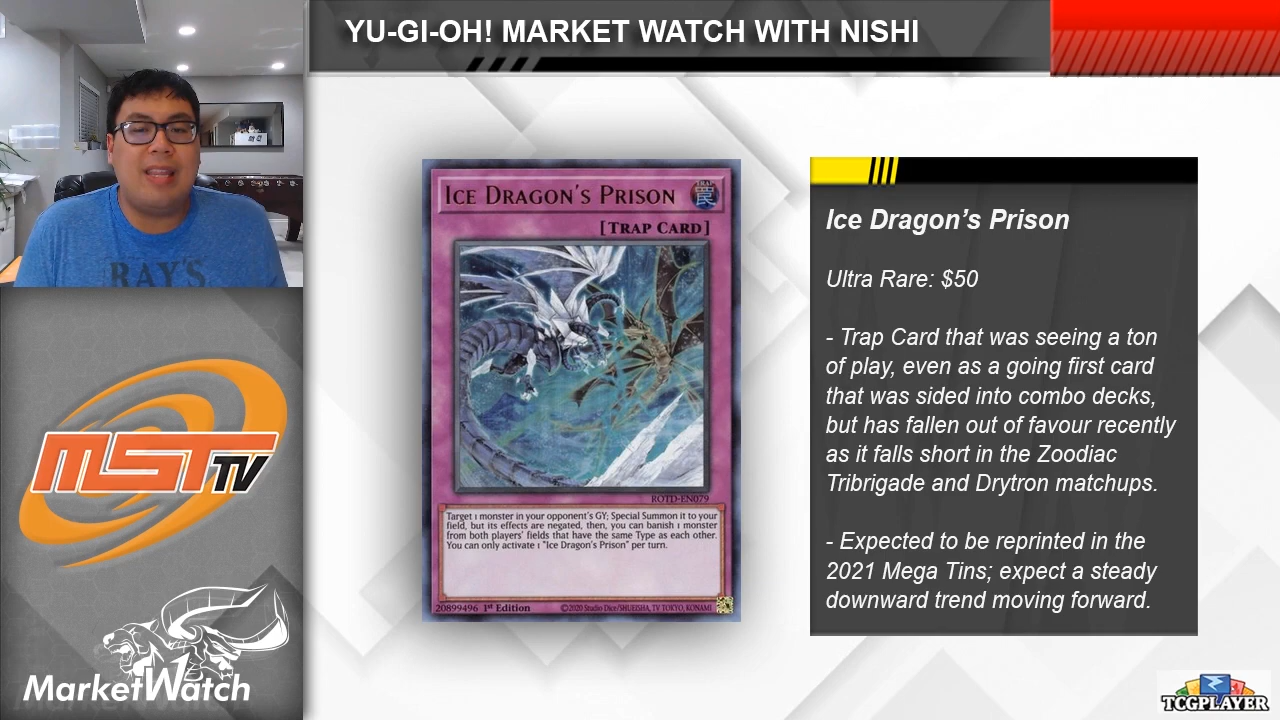 YU-GI-OH! MARKET WATCH WITH NISHI
RAY'S
MST TV
MarketWatch
ICE DRAGON'S PRISON
TRAP
[TRAP CARD]
ROTD-EN079
Target 1 monster in your opponent's GY; Special Summon it to your
field, but its effects are negated, then, you can banish 1 monster
from both players' fields that have the same Type as each other.
You can only activate 1 "Ice Dragon's Prison" per turn.
20899496 1st Edition ©2020 Studio Dice/SHUEISHA, TV TOKYO, KONAMI
Ice Dragon’s Prison
Ultra Rare: $50
- Trap Card that was seeing a ton
of play, even as a going first card
that was sided into combo decks,
but has fallen out of favour recently
as it falls short in the Zoodiac
Tribrigade and Drytron matchups.
- Expected to be reprinted in the
2021 Mega Tins; expect a steady
downward trend moving forward.
TCGPLAYER